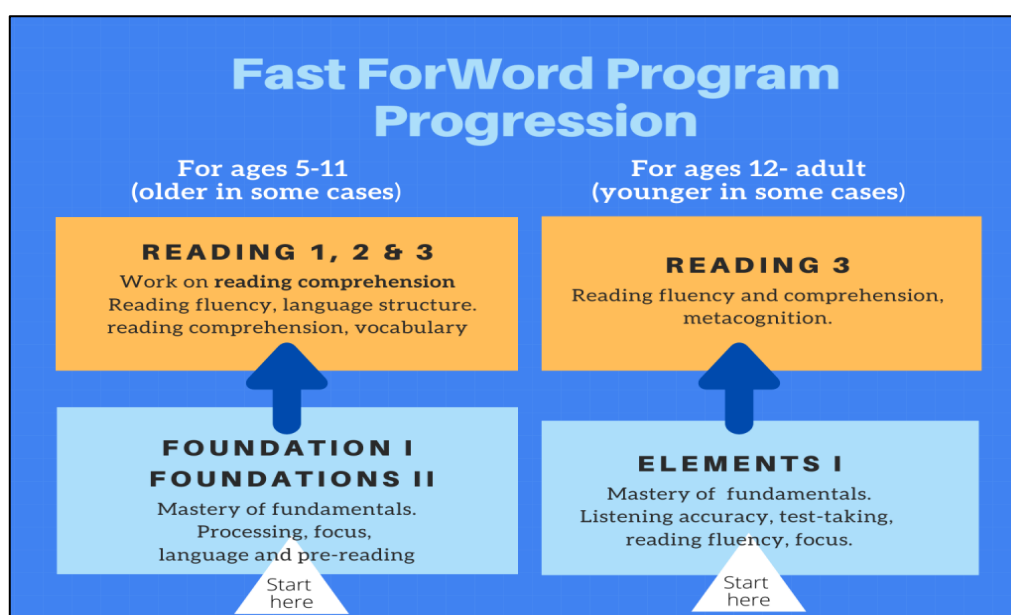 Fast ForWord Program
Progression
For ages 5-11
(older in some cases)
READING 1, 2 & 3
Work on reading comprehension
Reading fluency, language structure.
reading comprehension, vocabulary
FOUNDATION I
FOUNDATIONS II
Mastery of fundamentals.
Processing, focus,
language and pre-reading
Start
here
For ages 12- adult
(younger in some cases)
READING 3
Reading fluency and comprehension,
metacognition.
ELEMENTS I
Mastery of fundamentals.
Listening accuracy, test-taking,
reading fluency, focus.
Start
here